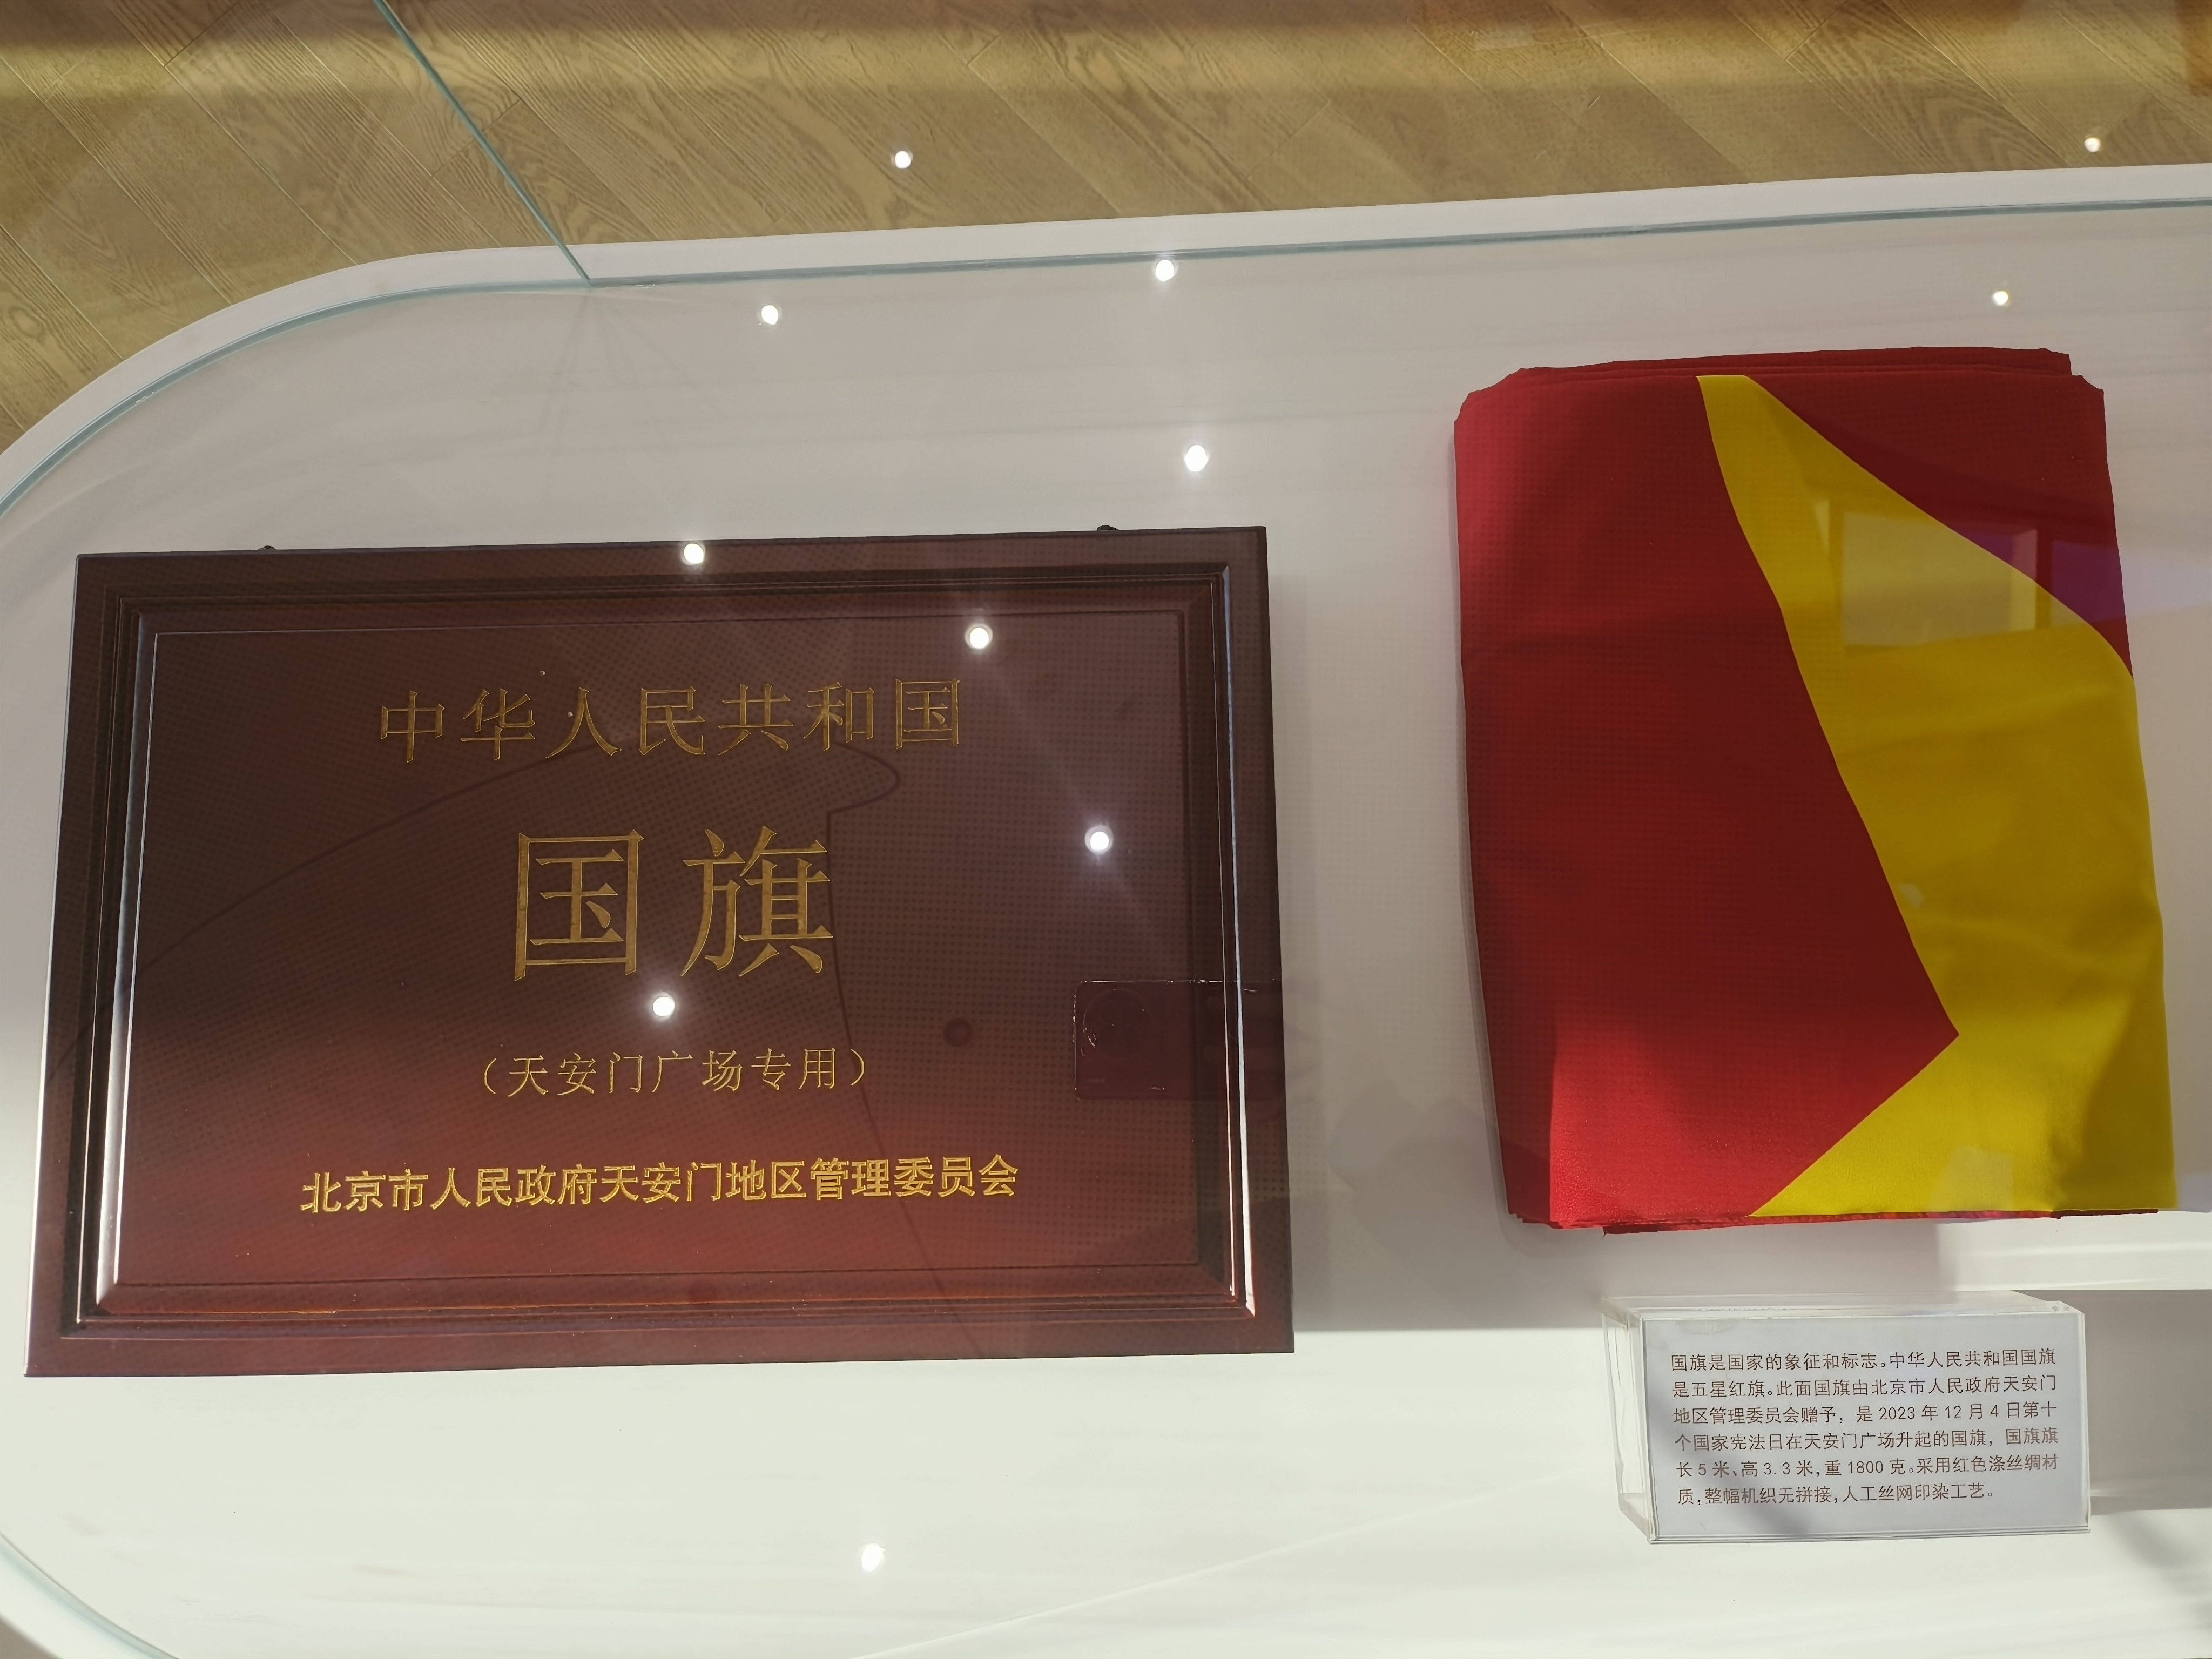 中华人民共和国
国旗
（天安门广场专用）
北京市人民政府天安门地区管理委员会
国旗是国家的象征和标志。中华人民共和国国旗
是五星红旗。此面国旗由北京市人民政府天安门
地区管理委员会赠予，是 2023 年 12 月 4 日第十
个国家宪法日在天安门广场升起的国旗，国旗旗
长 5 米、高 3.3 米，重 1800 克。采用红色涤丝绸材
质，整幅机织无拼接，人工丝网印染工艺。